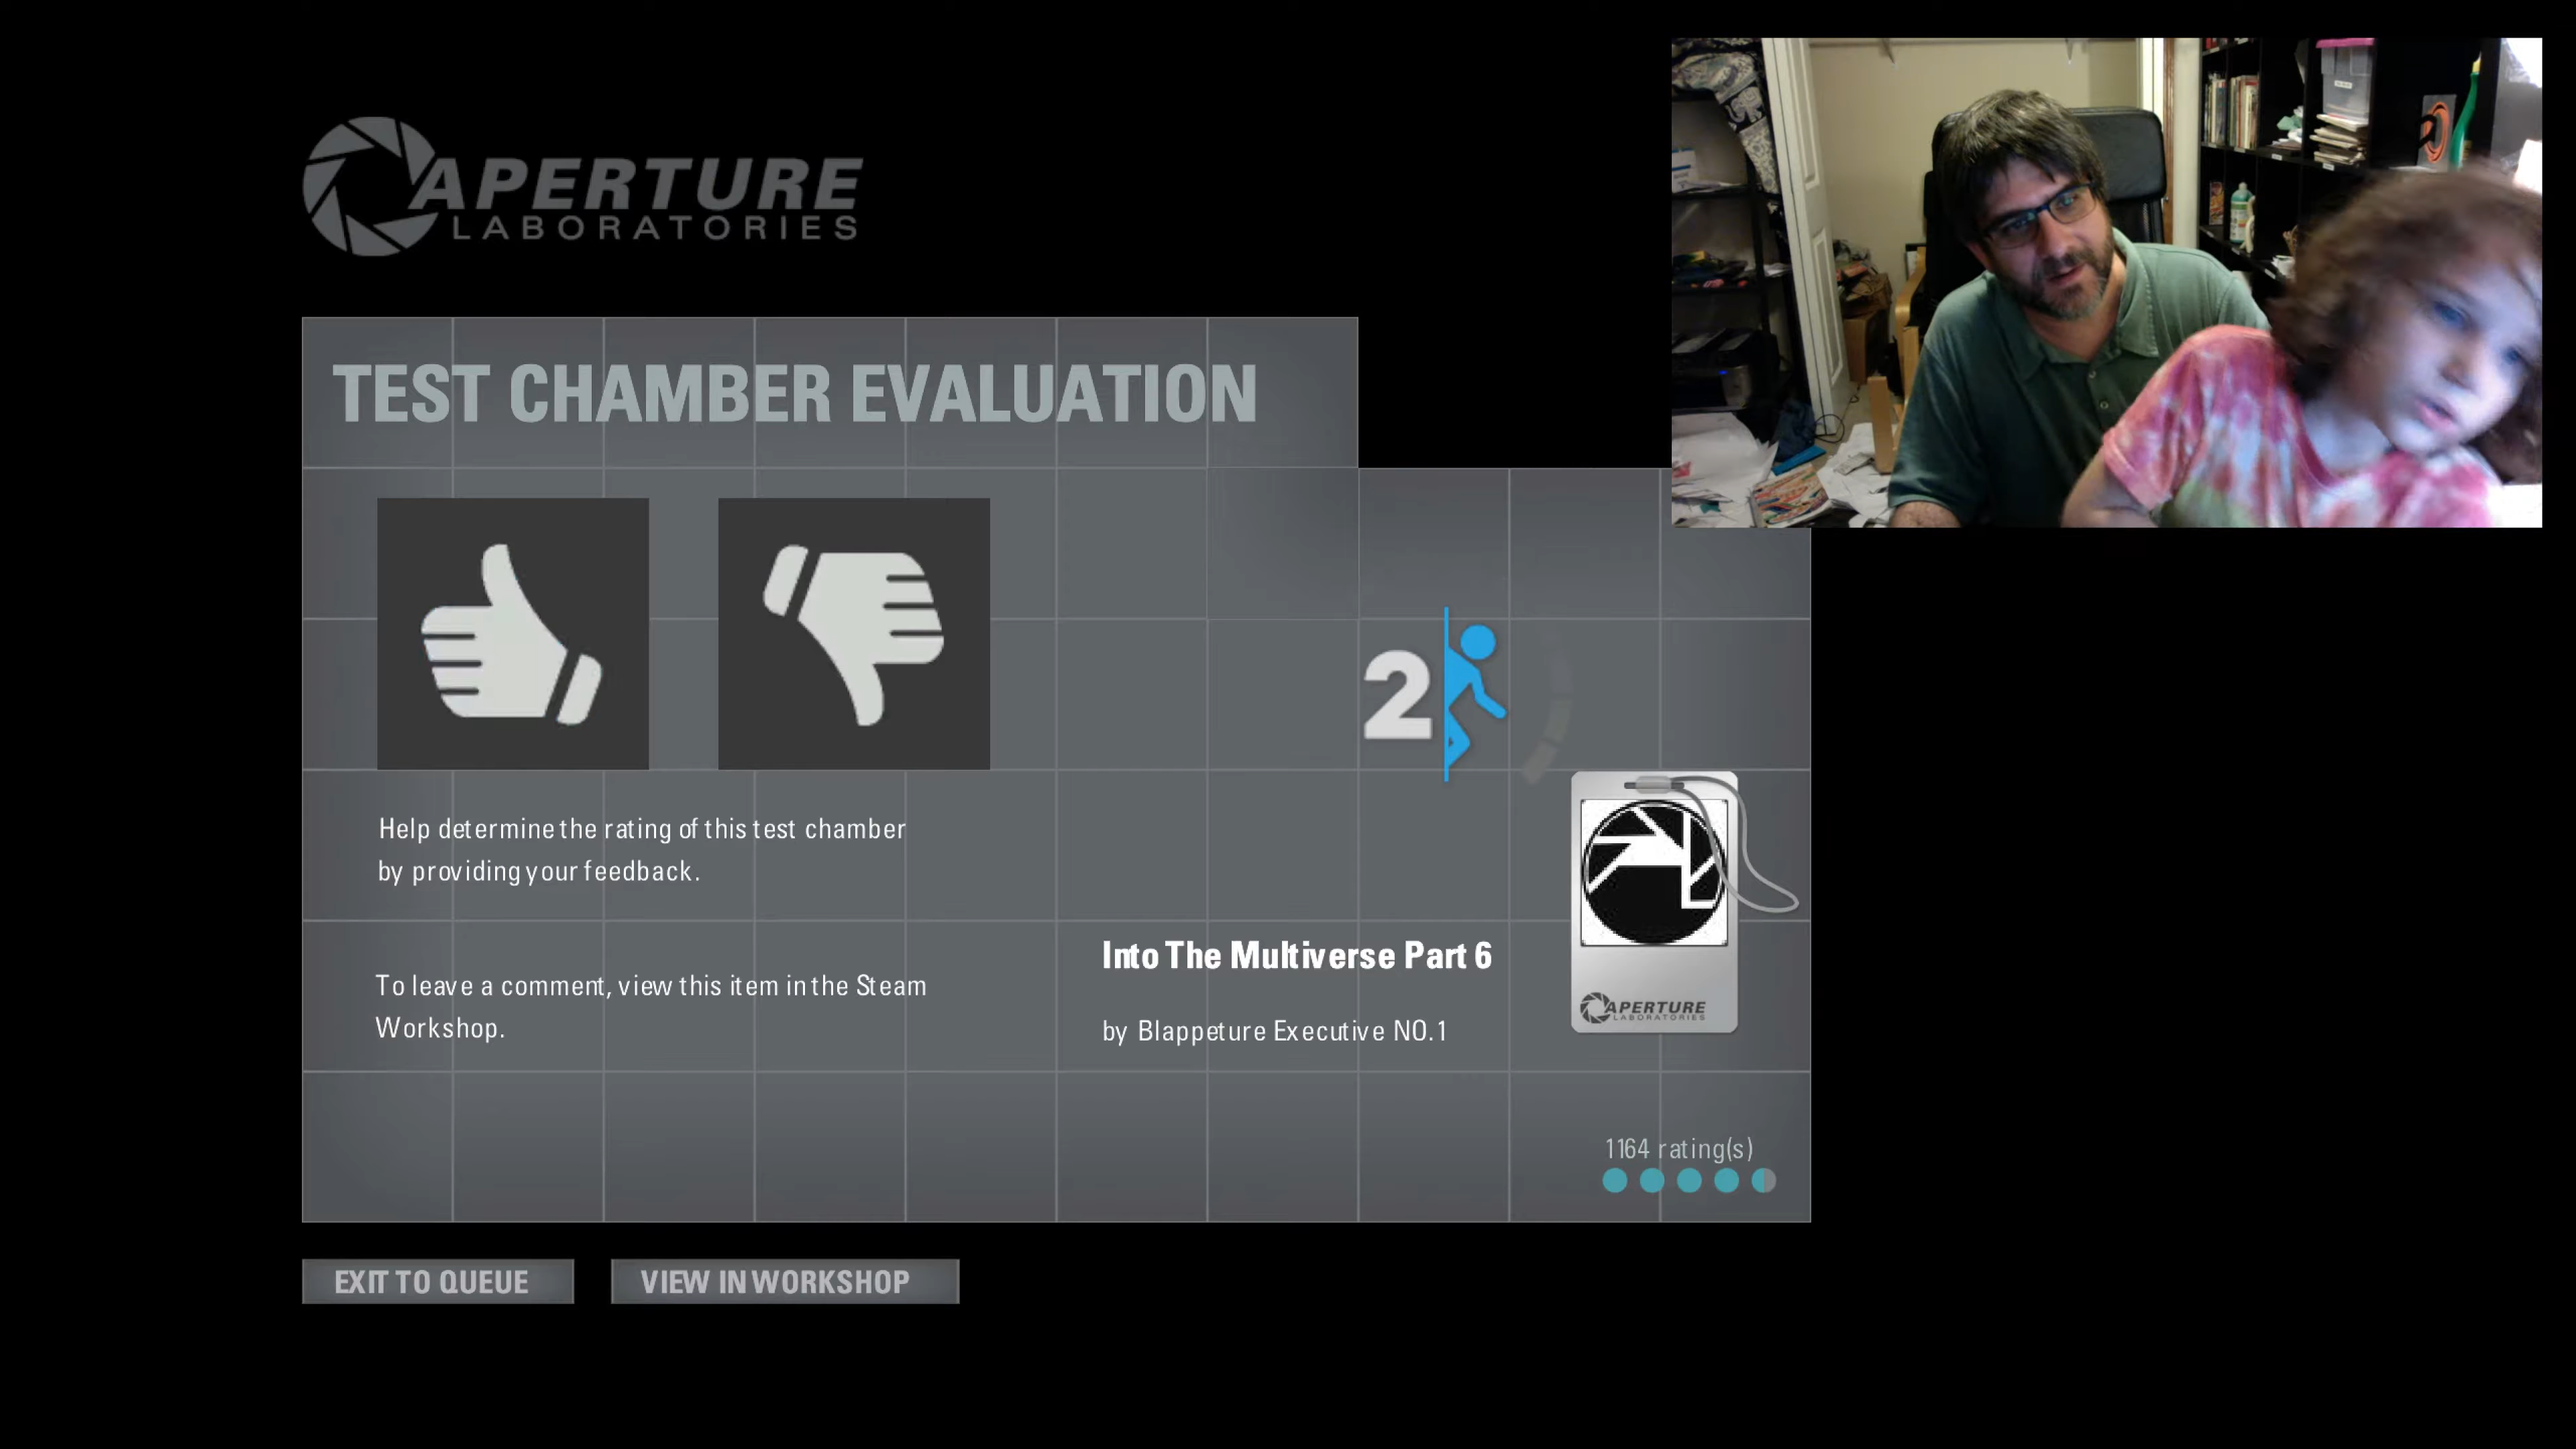 APERTURE
LABORATORIES
TEST CHAMBER EVALUATION
2
Help determine the rating of this test chamber
by providing your feedback.
To leave a comment, view this item in the Steam
Workshop.
Into The Multiverse Part 6
by Blappeture Executive NO.1
APERTURE
LABORATORIES
1164 rating(s)
EXIT TO QUEUE
VIEW IN WORKSHOP